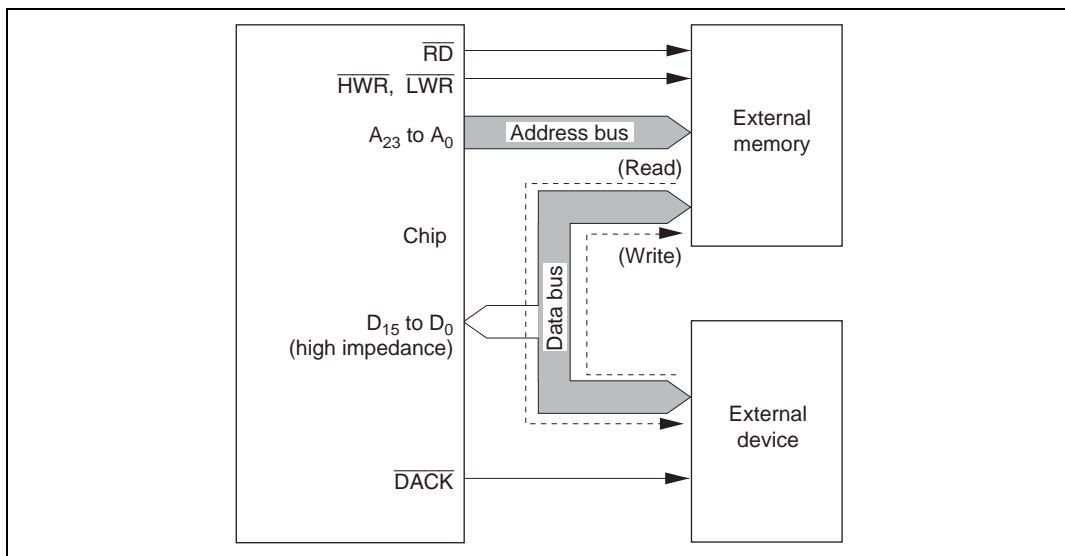 RD
HWR, LWR
A23 to A0
Address bus
External
memory
(Read)
Chip
(Write)
Data bus
D15 to D0
(high impedance)
External
device
DACK